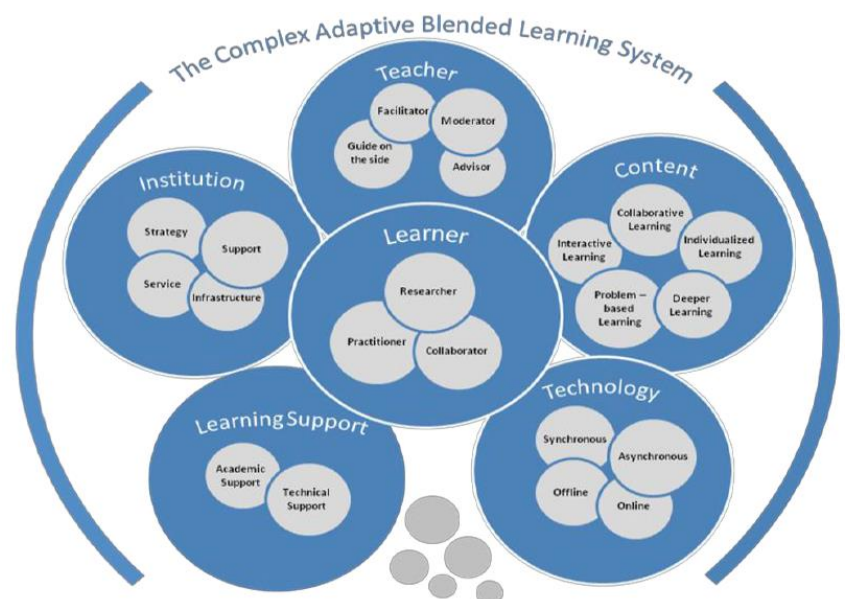 The Complex Adaptive Blended Learning System
Teacher
Facilitator
Moderator
Guide on
the side
Advisor
Institution
Strategy
Support
Service
Infrastructure
Content
Collaborative
Learning
Interactive
Learning
Individualized
Learning
Problem –
based
Learning
Deeper
Learning
Learner
Researcher
Practitioner
Collaborator
Learning Support
Academic
Support
Technical
Support
Technology
Synchronous
Asynchronous
Offline
Online